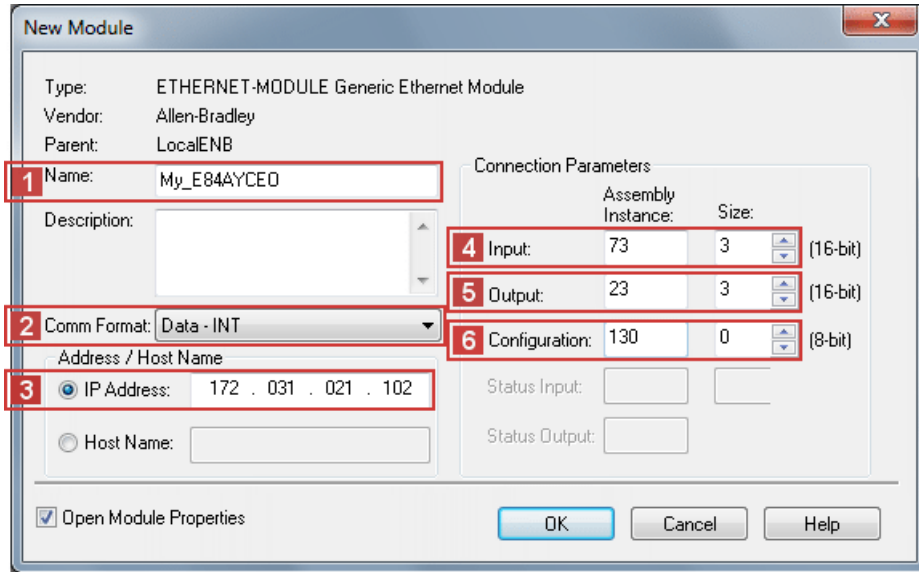 New Module
Type: ETHERNET-MODULE Generic Ethernet Module
Vendor: Allen-Bradley
Parent: LocalENB
1 Name: My_E84AYCEO
Description:
2 Comm Format: Data - INT
Address / Host Name
3 IP Address: 172 . 031 . 021 . 102
Host Name:
Connection Parameters
Assembly
Instance: Size:
4 Input: 73 3 (16-bit)
5 Output: 23 3 (16-bit)
6 Configuration: 130 0 (8-bit)
Status Input:
Status Output:
Open Module Properties
OK Cancel Help